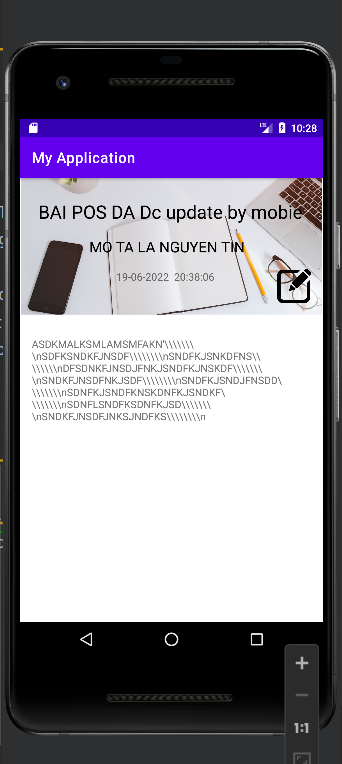 LTE 10:28
My Application
BAI POS DA Dc update by mobie
MO TA LA NGUYEN TIN
19-06-2022 20:38:06
ASDKMALKSMLAMSMFAKN'\\\\\\\
\nSDFKSNDKFJNSDF\\\\\\\\nSNDFKJSNKDFNS\\
\\\\\\nDFSDNKFJNSDJFNKJSNDFKJNSKDF\\\\\\\
\nSNDKFJNSDFNKJSDF\\\\\\\\nSNDFKJSNDJFNSDD\
\\\\\\\nSDNFKJSNDFKNSKDNFKJSNDKF\
\\\\\\\nSDNFLSNDFKSDNFKJSD\\\\\\\
\nSNDKFJNSDFJNKSJNDFKS\\\\\\\\n
1:1